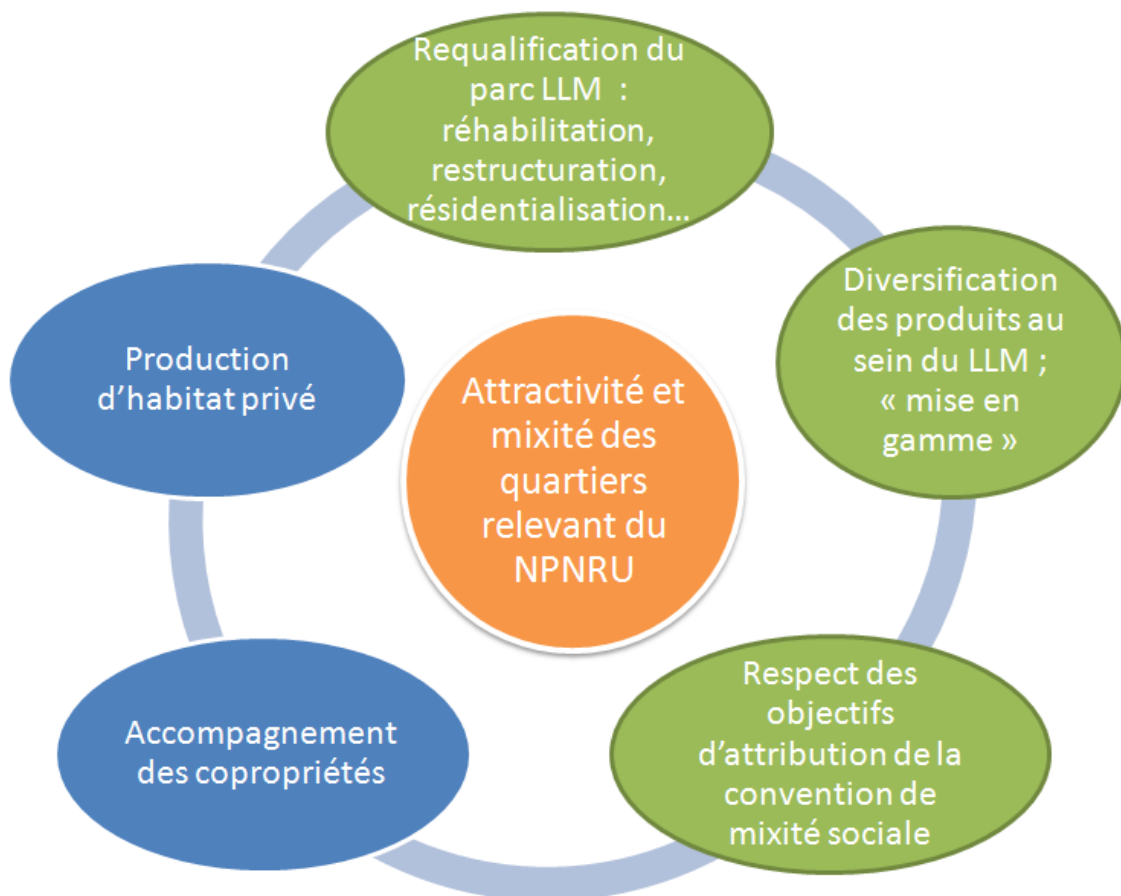 Requalification du
parc LLM  :
réhabilitation,
restructuration,
résidentialisation…
Diversification
des produits au
sein du LLM ;
« mise en
gamme »
Production
d’habitat privé
Attractivité et
mixité des
quartiers
relevant du
NPNRU
Respect des
objectifs
d’attribution de la
convention de
mixité sociale
Accompagnement
des copropriétés